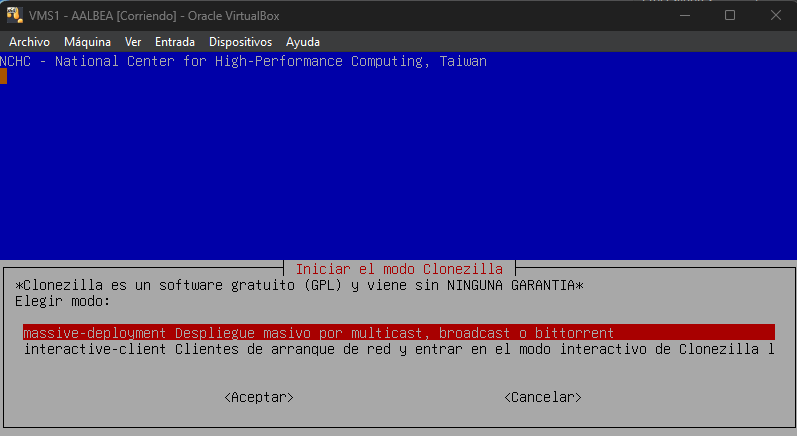 VMS1 - AALBEA [Corriendo] - Oracle VirtualBox
Archivo Máquina Ver Entrada Dispositivos Ayuda
NCHC - National Center for High-Performance Computing, Taiwan
Iniciar el modo Clonezilla
*Clonezilla es un software gratuito (GPL) y viene sin NINGUNA GARANTIA*
Elegir modo:
massive-deployment Despliegue masivo por multicast, broadcast o bittorrent
interactive-client Clientes de arranque de red y entrar en el modo interactivo de Clonezilla l
<Aceptar> <Cancelar>